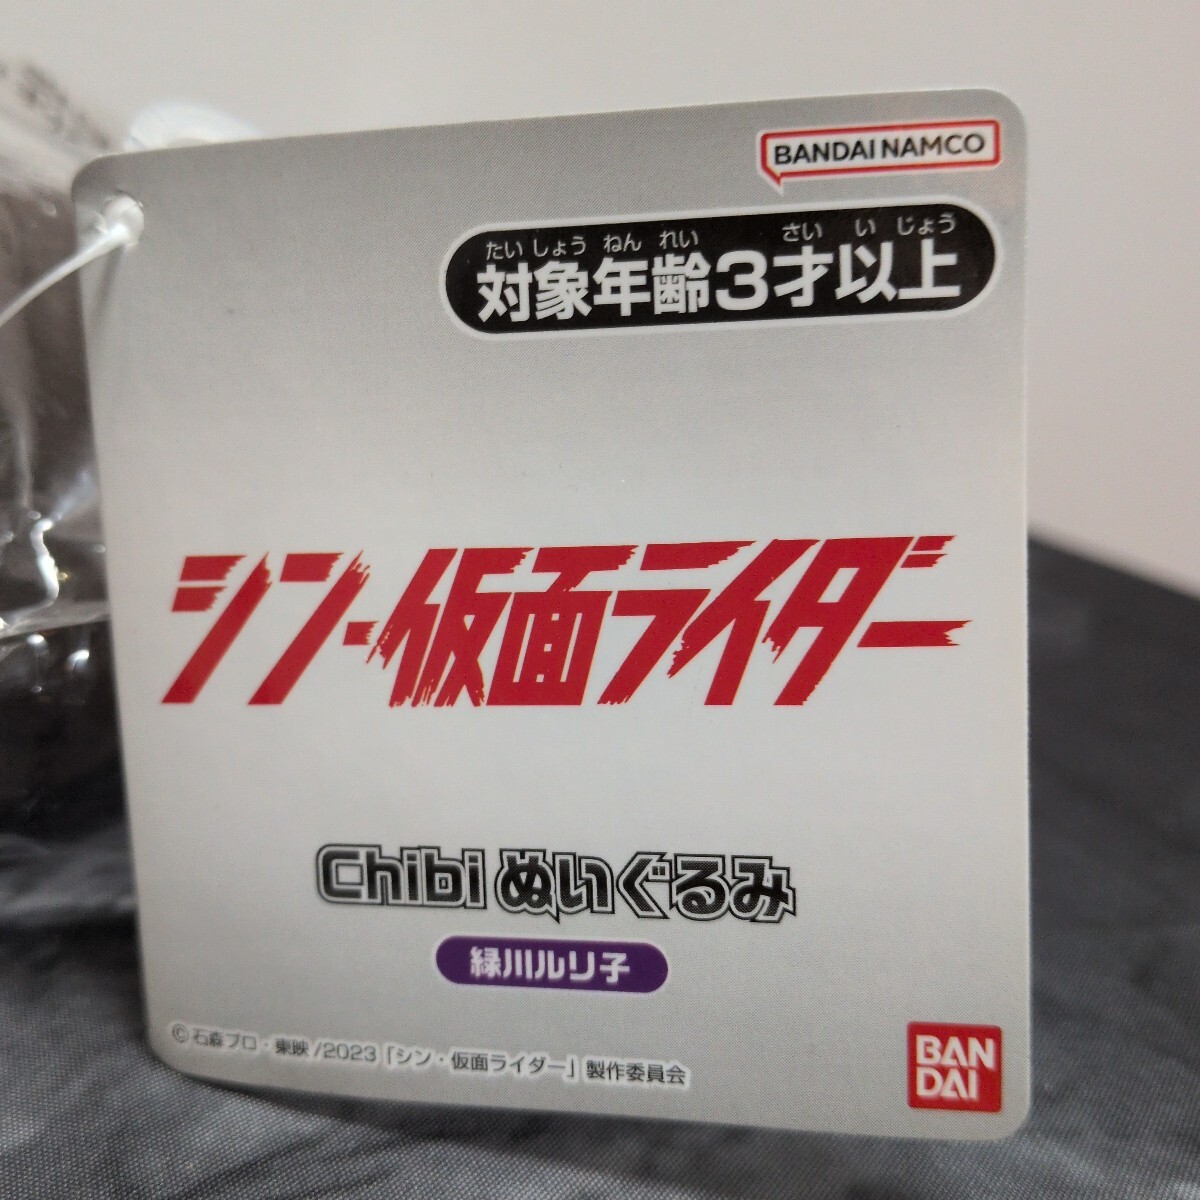 BANDAI NAMCO
たいしょうねんれい さいいじょう
対象年齢3才以上
シン・仮面ライダー
Chibiぬいぐるみ
緑川ルリ子
©石森プロ・東映/2023「シン・仮面ライダー」製作委員会
BAN
DAI